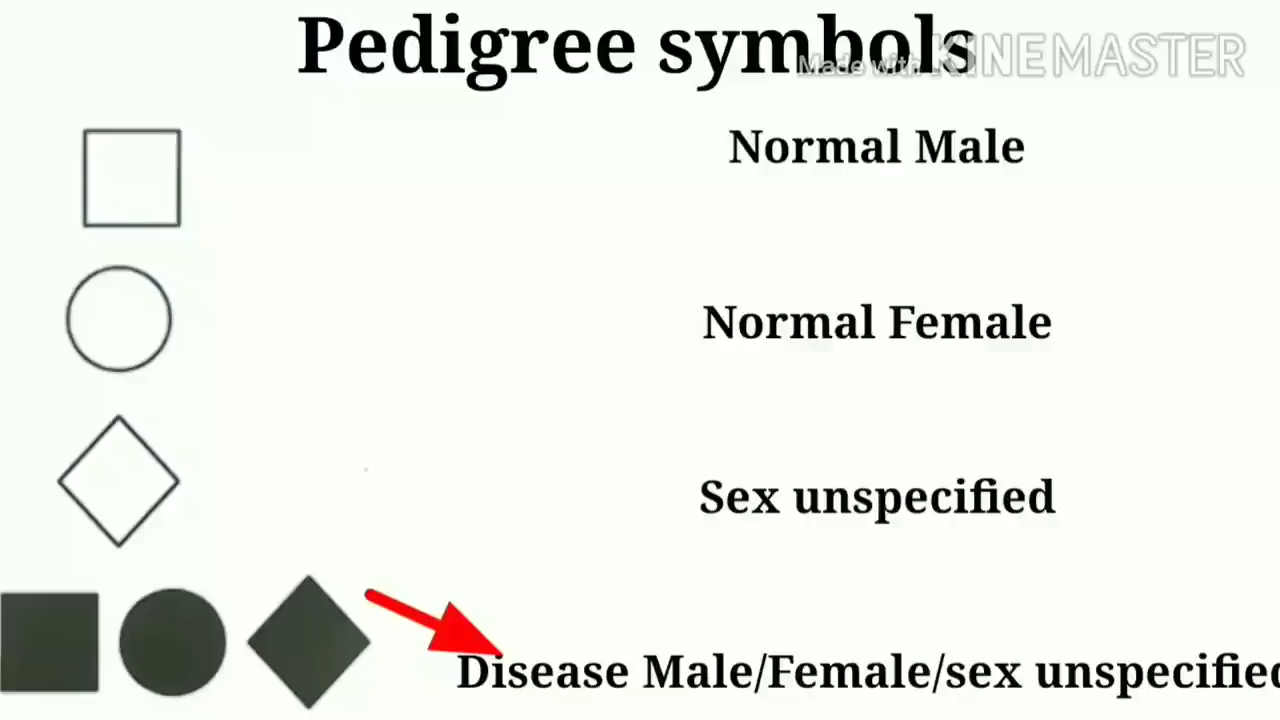 Pedigree symbols
Made with KINEMASTER
Normal Male
Normal Female
Sex unspecified
Disease Male/Female/sex unspecified